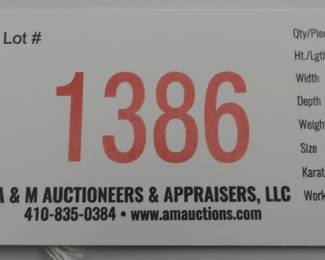 Lot #
1386
A & M AUCTIONEERS & APPRAISERS, LLC
410-835-0384 • www.amauctions.com
Qty/Pie
Ht./Lgt
Width
Depth
Weigh
Size
Karat
Work